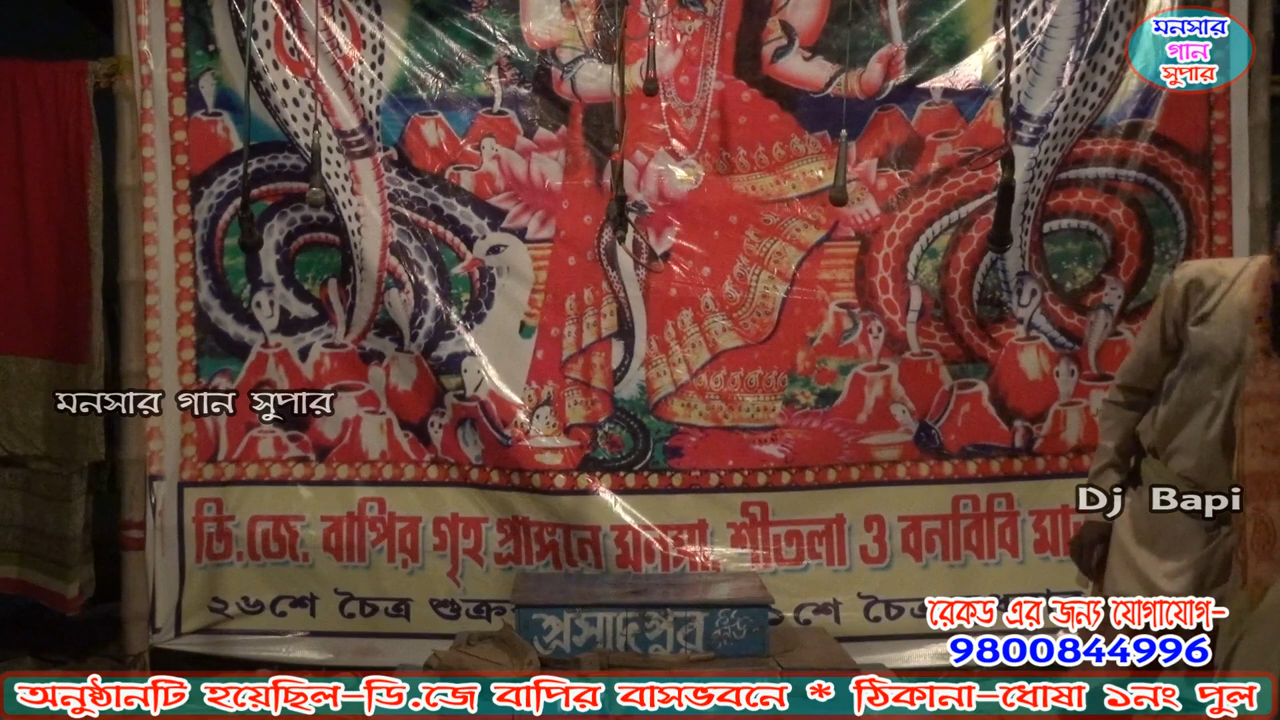 মনসার
গান
সুপার
মনসার গান সুপার
Dj Bapi
ডি.জে. বাপির গৃহ প্রাঙ্গনে মনসা, শীতলা ও বনবিবি
২৬শে চৈত্র শুক্র শে চৈত্র
প্রসাদপুর
রেকড এর জন্য যোগাযোগ-
9800844996
অনুষ্ঠানটি হয়েছিল-ডি.জে বাপির বাসভবনে * ঠিকানা-ধোষা ১নং পুল